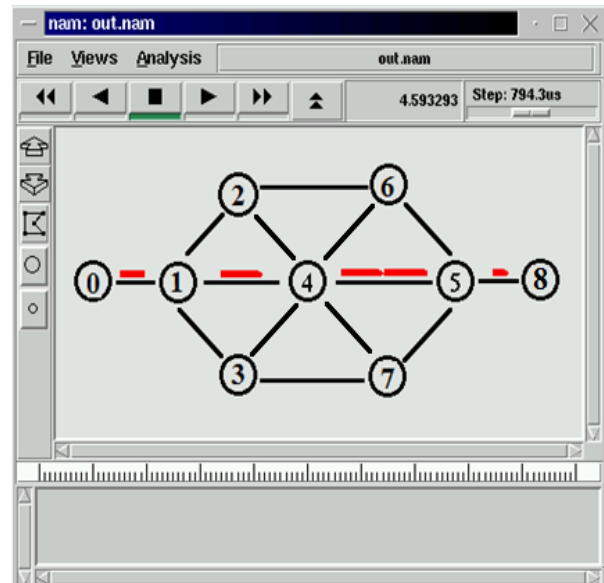 nam: out.nam
File Views Analysis out.nam
4.593293 Step: 794.3us
2 6
0 1 4 5 8
3 7